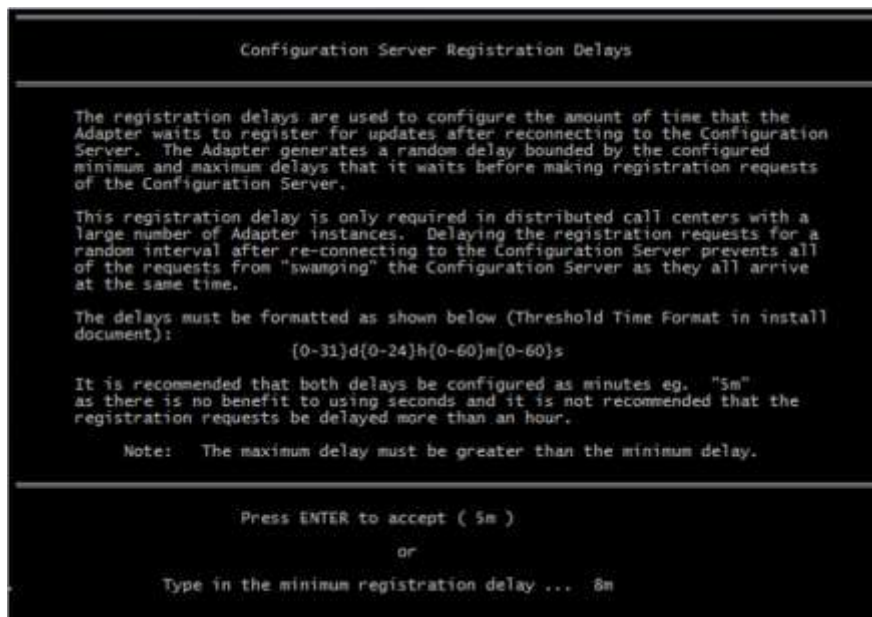 Configuration Server Registration Delays
The registration delays are used to configure the amount of time that the
Adapter waits to register for updates after reconnecting to the Configuration
Server. The Adapter generates a random delay bounded by the configured
minimum and maximum delays that it waits before making registration requests
of the Configuration Server.
This registration delay is only required in distributed call centers with a
large number of Adapter instances. Delaying the registration requests for a
random interval after re-connecting to the Configuration Server prevents all
of the requests from "swamping" the Configuration Server as they all arrive
at the same time.
The delays must be formatted as shown below (Threshold Time Format in install
document):
{0-31}d{0-24}h{0-60}m{0-60}s
It is recommended that both delays be configured as minutes eg. "5m"
as there is no benefit to using seconds and it is not recommended that the
registration requests be delayed more than an hour.
Note: The maximum delay must be greater than the minimum delay.
Press ENTER to accept ( 5m )
or
Type in the minimum registration delay ... 8m